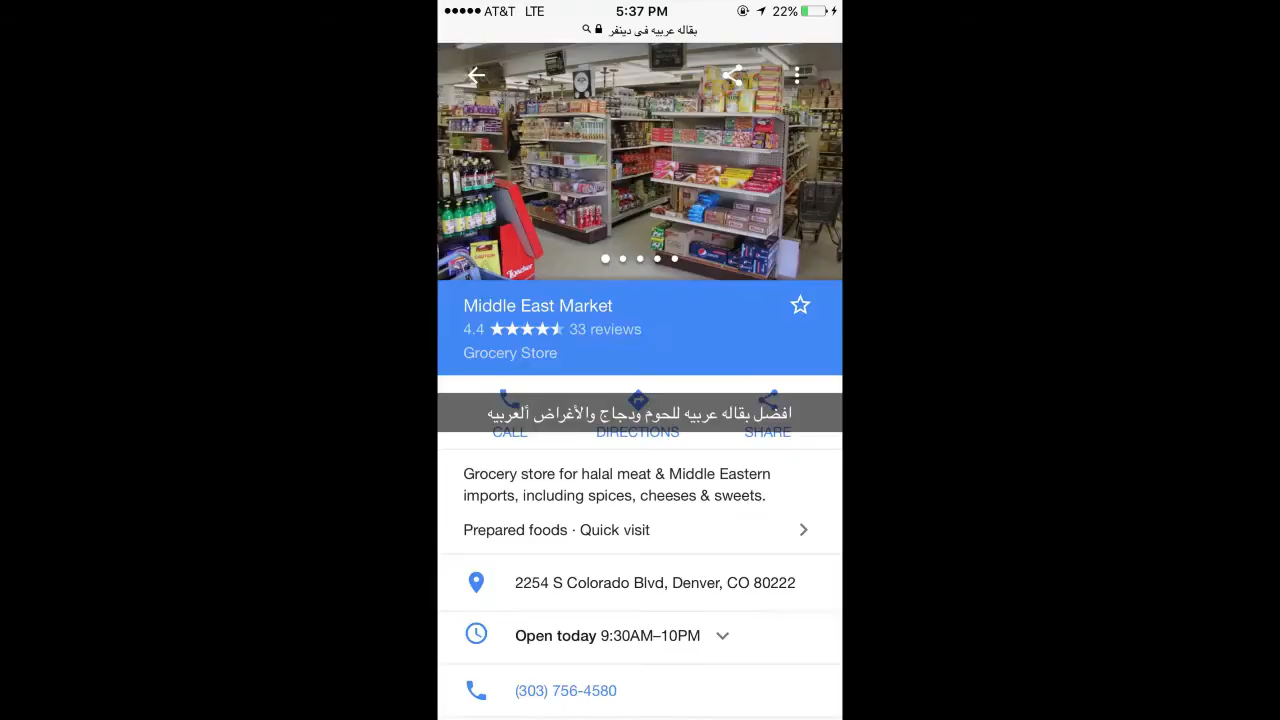 AT&T LTE 5:37 PM 22%
بقاله عربيه في دينفر
Middle East Market
4.4 33 reviews
Grocery Store
افضل بقاله عربيه للحوم ودجاج والأغراض ألعربيه
CALL DIRECTIONS SHARE
Grocery store for halal meat & Middle Eastern
imports, including spices, cheeses & sweets.
Prepared foods · Quick visit
2254 S Colorado Blvd, Denver, CO 80222
Open today 9:30AM–10PM
(303) 756-4580